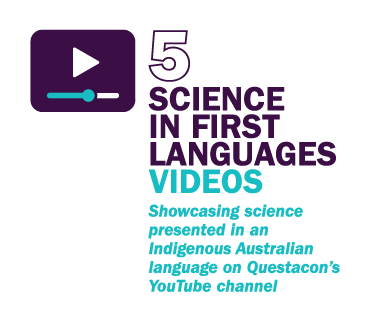 5
SCIENCE
IN FIRST
LANGUAGES
VIDEOS
Showcasing science
presented in an
Indigenous Australian
language on Questacon’s
YouTube channel